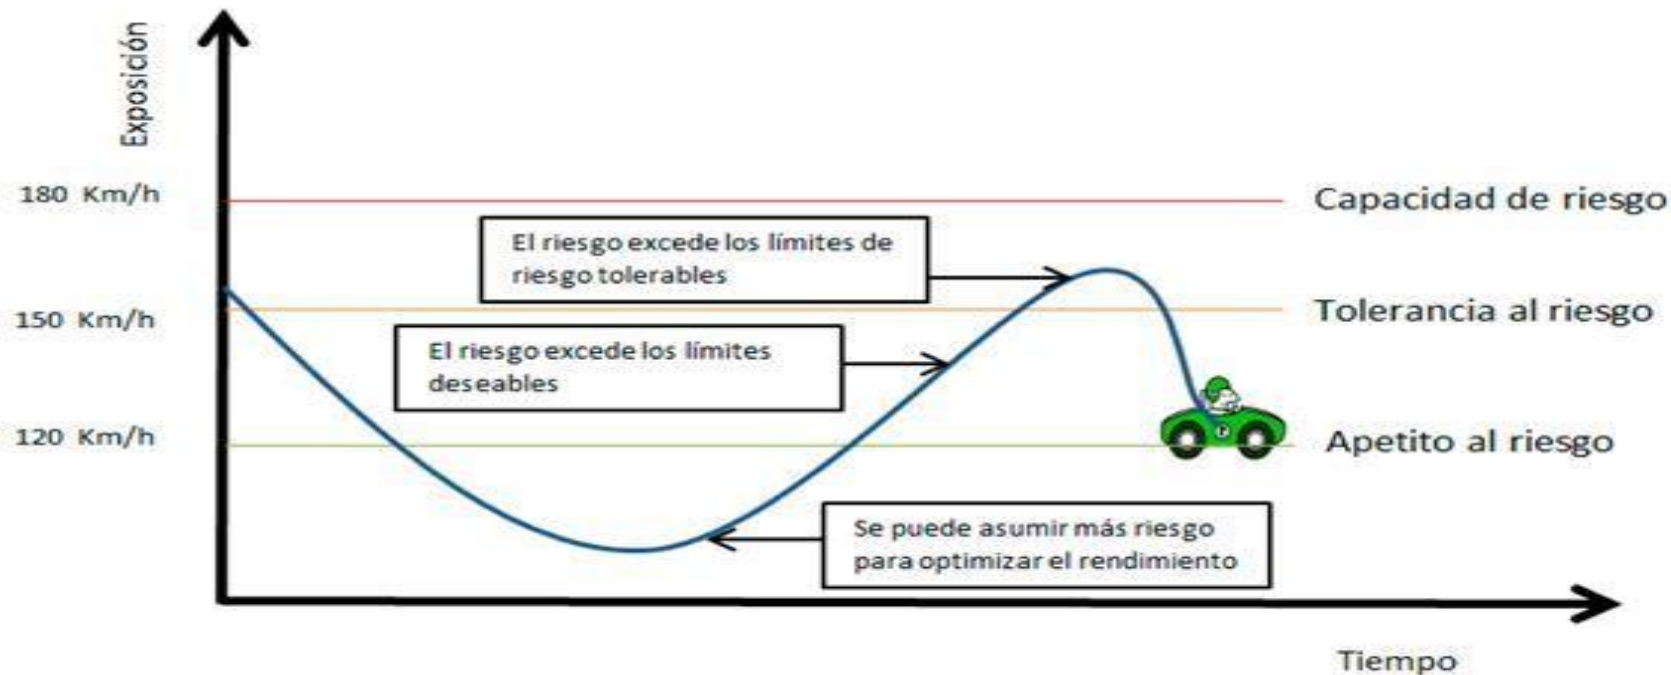 Exposición
180 Km/h
Capacidad de riesgo
El riesgo excede los límites de
riesgo tolerables
150 Km/h
Tolerancia al riesgo
El riesgo excede los límites
deseables
120 Km/h
Apetito al riesgo
Se puede asumir más riesgo
para optimizar el rendimiento
Tiempo